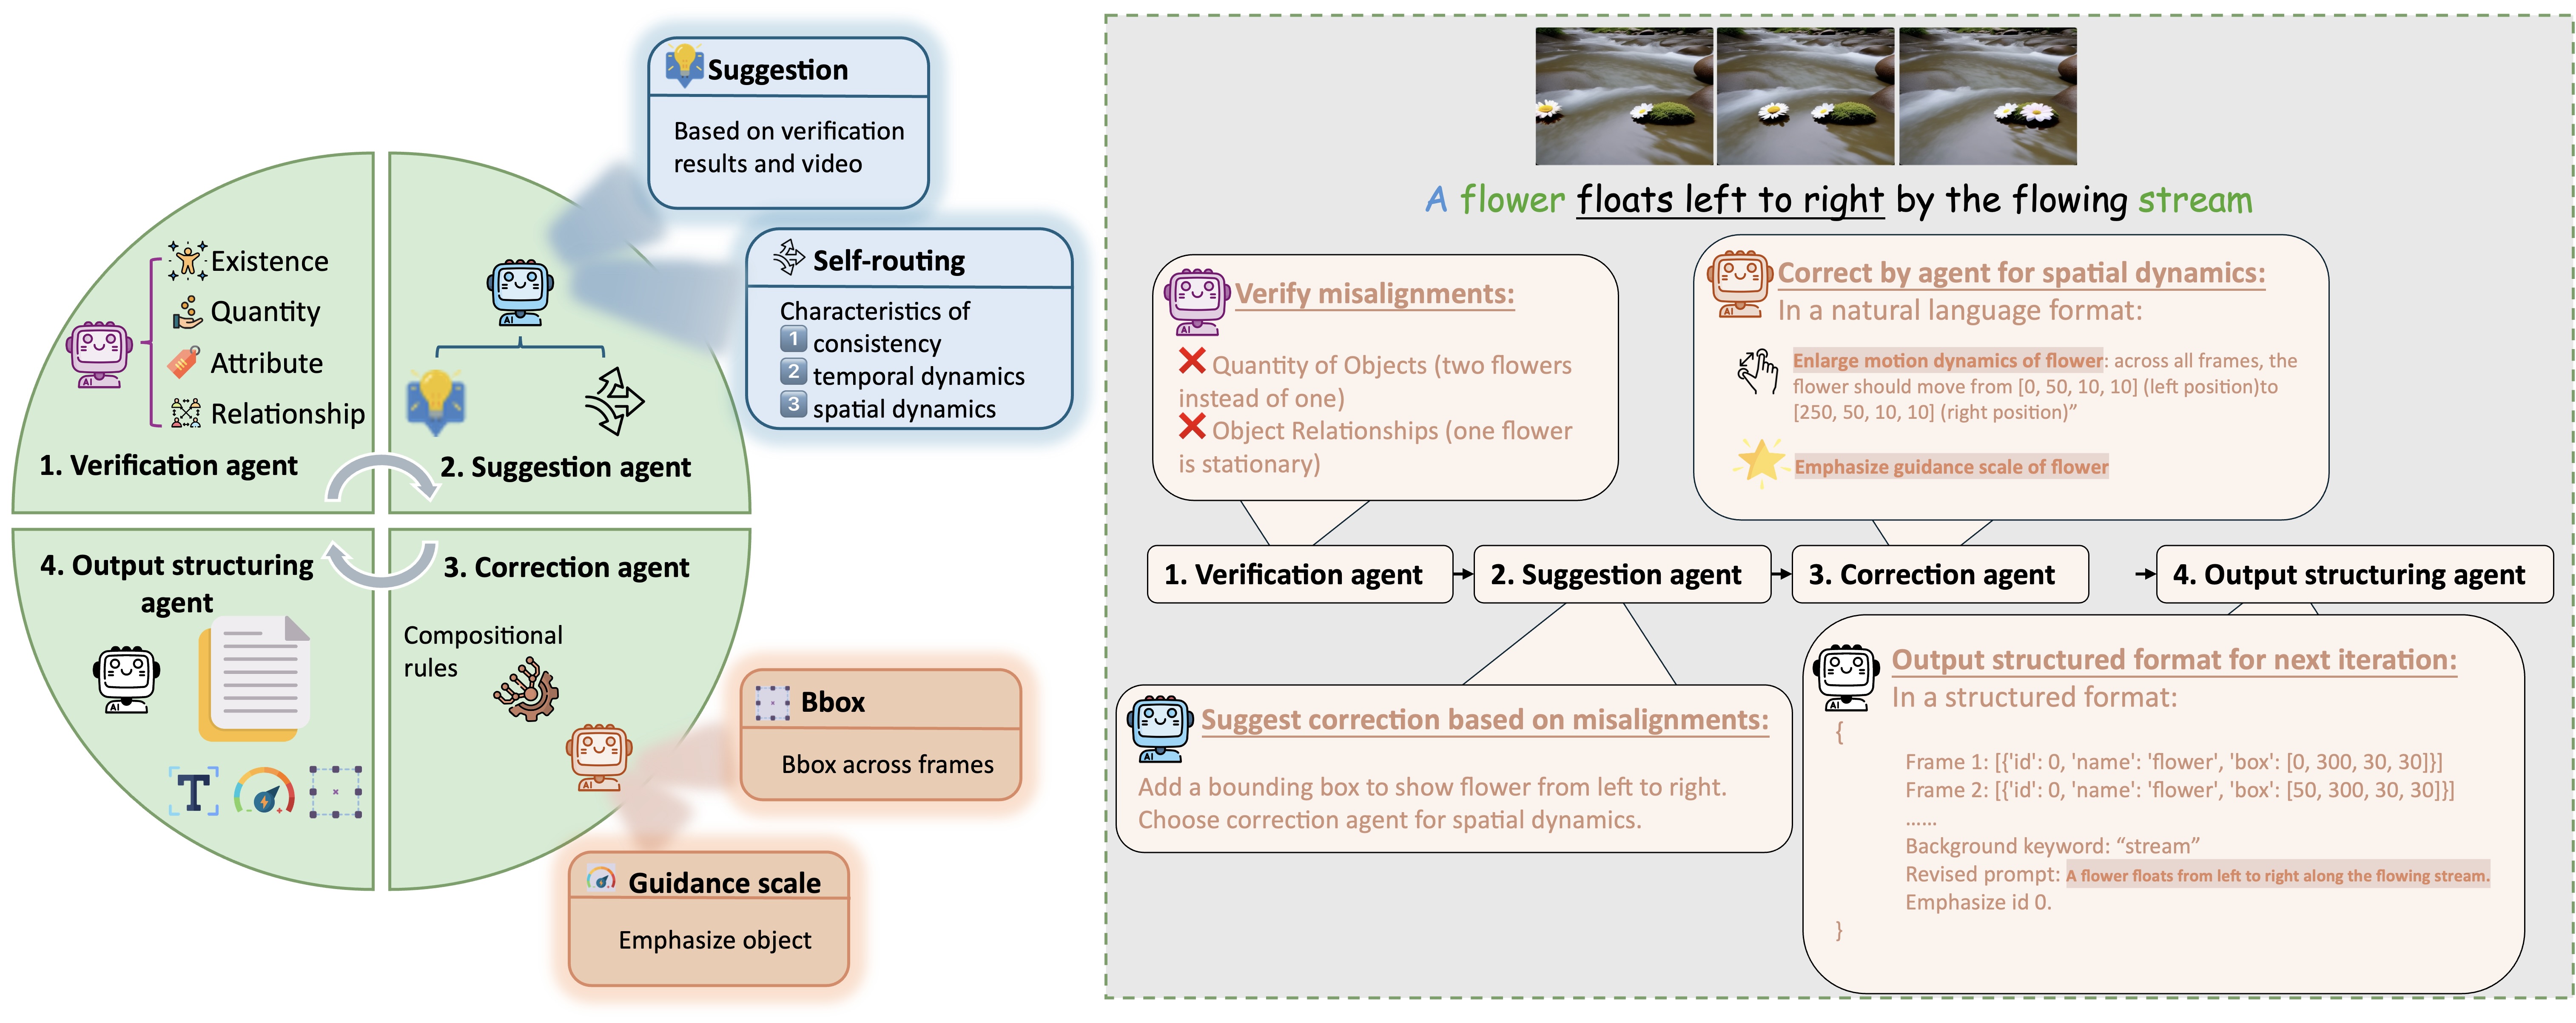 Suggestion
Based on verification
results and video
Self-routing
Characteristics of
1 consistency
2 temporal dynamics
3 spatial dynamics
Existence
Quantity
Attribute
Relationship
AI
AI
1. Verification agent
2. Suggestion agent
4. Output structuring
agent
AI
T
3. Correction agent
Compositional
rules
AI
Bbox
Bbox across frames
Guidance scale
Emphasize object
A flower floats left to right by the flowing stream
AI
Verify misalignments:
Quantity of Objects (two flowers
instead of one)
Object Relationships (one flower
is stationary)
AI
Correct by agent for spatial dynamics:
In a natural language format:
Enlarge motion dynamics of flower: across all frames, the
flower should move from [0, 50, 10, 10] (left position)to
[250, 50, 10, 10] (right position)”
Emphasize guidance scale of flower
1. Verification agent
2. Suggestion agent
3. Correction agent
4. Output structuring agent
AI
Suggest correction based on misalignments:
Add a bounding box to show flower from left to right.
Choose correction agent for spatial dynamics.
AI
Output structured format for next iteration:
In a structured format:
{
Frame 1: [{'id': 0, 'name': 'flower', 'box': [0, 300, 30, 30]}]
Frame 2: [{'id': 0, 'name': 'flower', 'box': [50, 300, 30, 30]}]
......
Background keyword: “stream”
Revised prompt: A flower floats from left to right along the flowing stream.
Emphasize id 0.
}